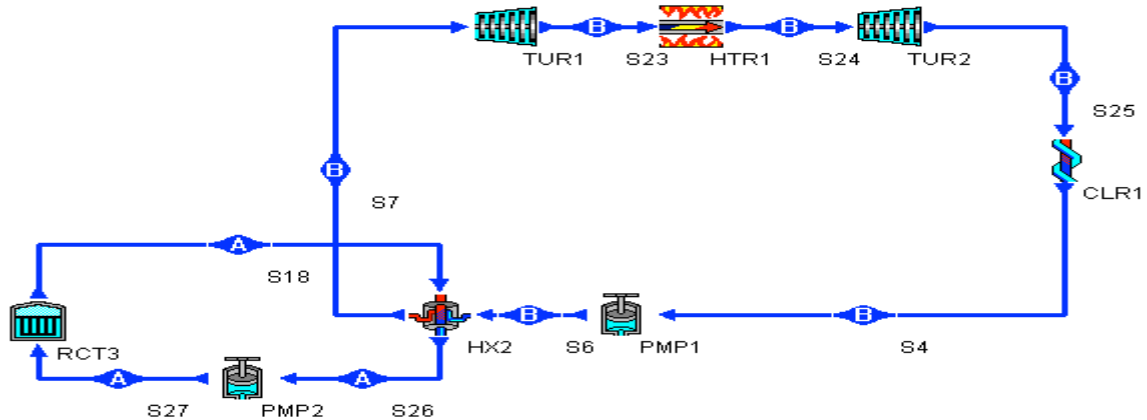 TUR1 B S23 HTR1 B S24 TUR2
B
S25
CLR1
B
S7
A
S18
RCT3
HX2
B
S6
PMP1
B
S4
A
S27
PMP2
A
S26